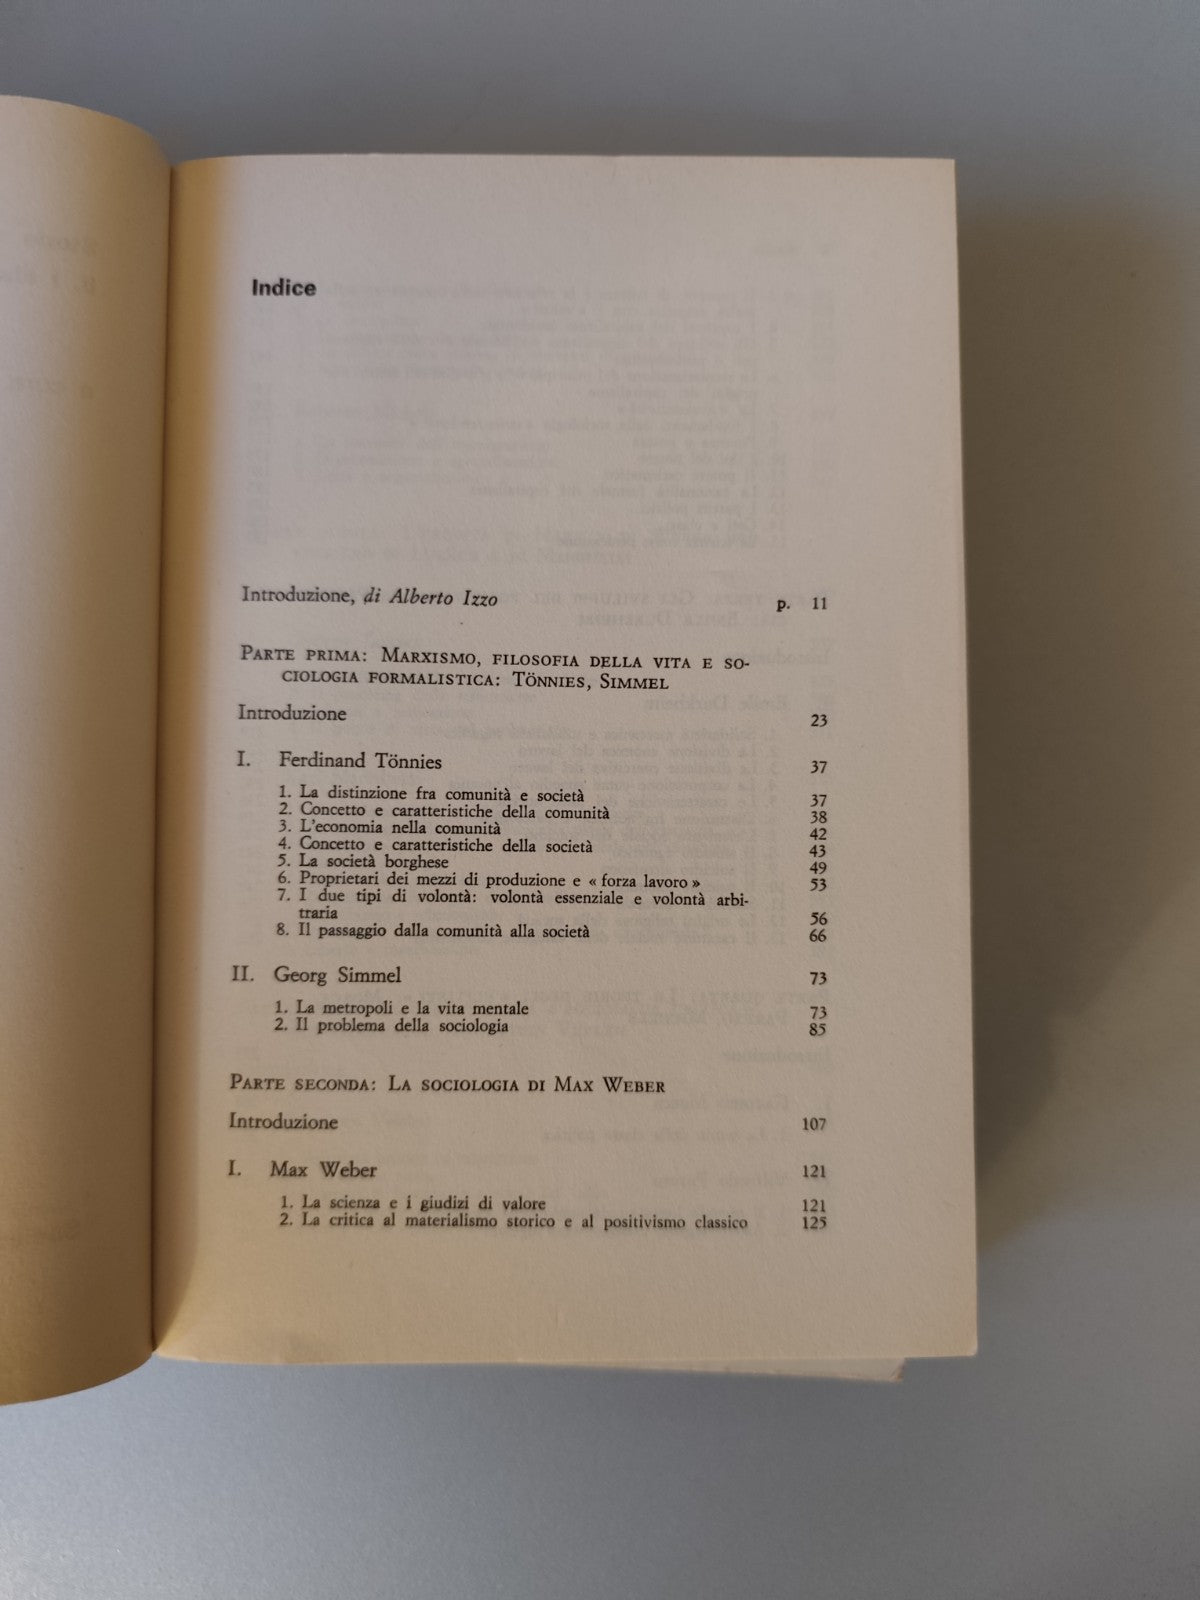 Indice
Introduzione, di Alberto Izzo p. 11
Parte prima: Marxismo, filosofia della vita e so-
ciologia formalistica: Tönnies, Simmel
Introduzione 23
I. Ferdinand Tönnies 37
1. La distinzione fra comunità e società 37
2. Concetto e caratteristiche della comunità 38
3. L'economia nella comunità 42
4. Concetto e caratteristiche della società 43
5. La società borghese 49
6. Proprietari dei mezzi di produzione e « forza lavoro » 53
7. I due tipi di volontà: volontà essenziale e volontà arbi-
traria 56
8. Il passaggio dalla comunità alla società 66
II. Georg Simmel 73
1. La metropoli e la vita mentale 73
2. Il problema della sociologia 85
Parte seconda: La sociologia di Max Weber
Introduzione 107
I. Max Weber 121
1. La scienza e i giudizi di valore 121
2. La critica al materialismo storico e al positivismo classico 125